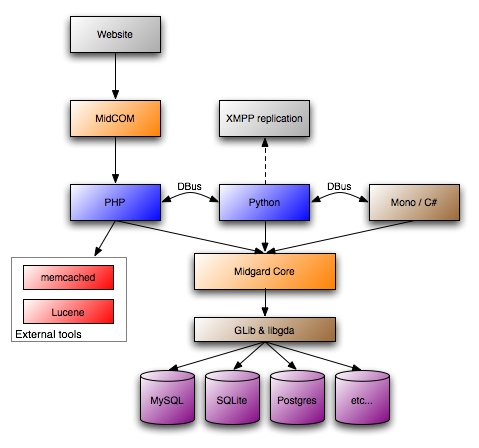 Website
MidCOM
XMPP replication
DBus
DBus
PHP
Python
Mono / C#
memcached
Lucene
External tools
Midgard Core
GLib & libgda
MySQL
SQLite
Postgres
etc...